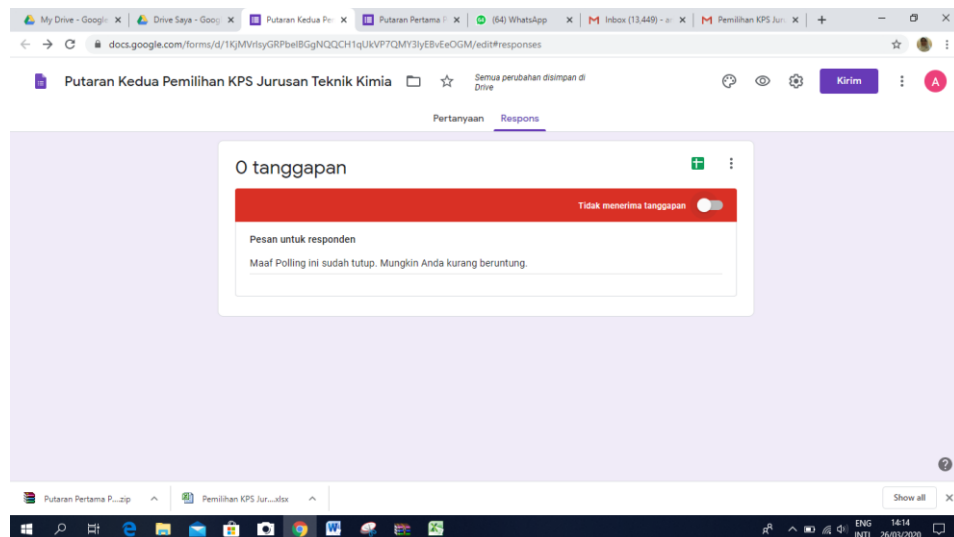 My Drive - Google
Drive Saya - Goog
Putaran Kedua Pe
Putaran Pertama P
(64) WhatsApp
Inbox (13,449) - a
Pemilihan KPS Jur
docs.google.com/forms/d/
/edit#responses
Putaran Kedua Pemilihan KPS Jurusan Teknik Kimia
Semua perubahan disimpan di
Drive
Kirim
A
Pertanyaan Respons
0 tanggapan
Tidak menerima tanggapan
Pesan untuk responden
Maaf Polling ini sudah tutup. Mungkin Anda kurang beruntung.
Putaran Pertama P....zip
Pemilihan KPS Jur....xlsx
Show all
ENG 14:14
INTL 26/03/2020